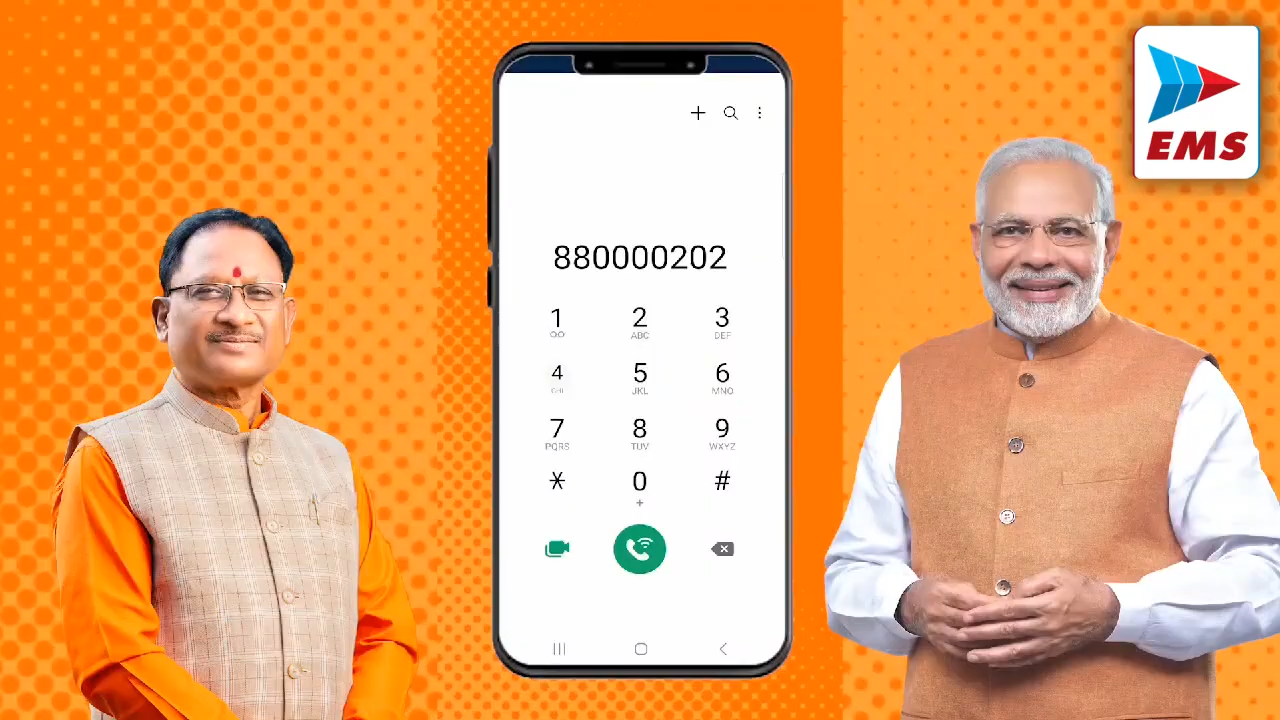 EMS
880000202
1 2 3
ABC DEF
4 5 6
GHI JKL MNO
7 8 9
PQRS TUV WXYZ
* 0 #
+